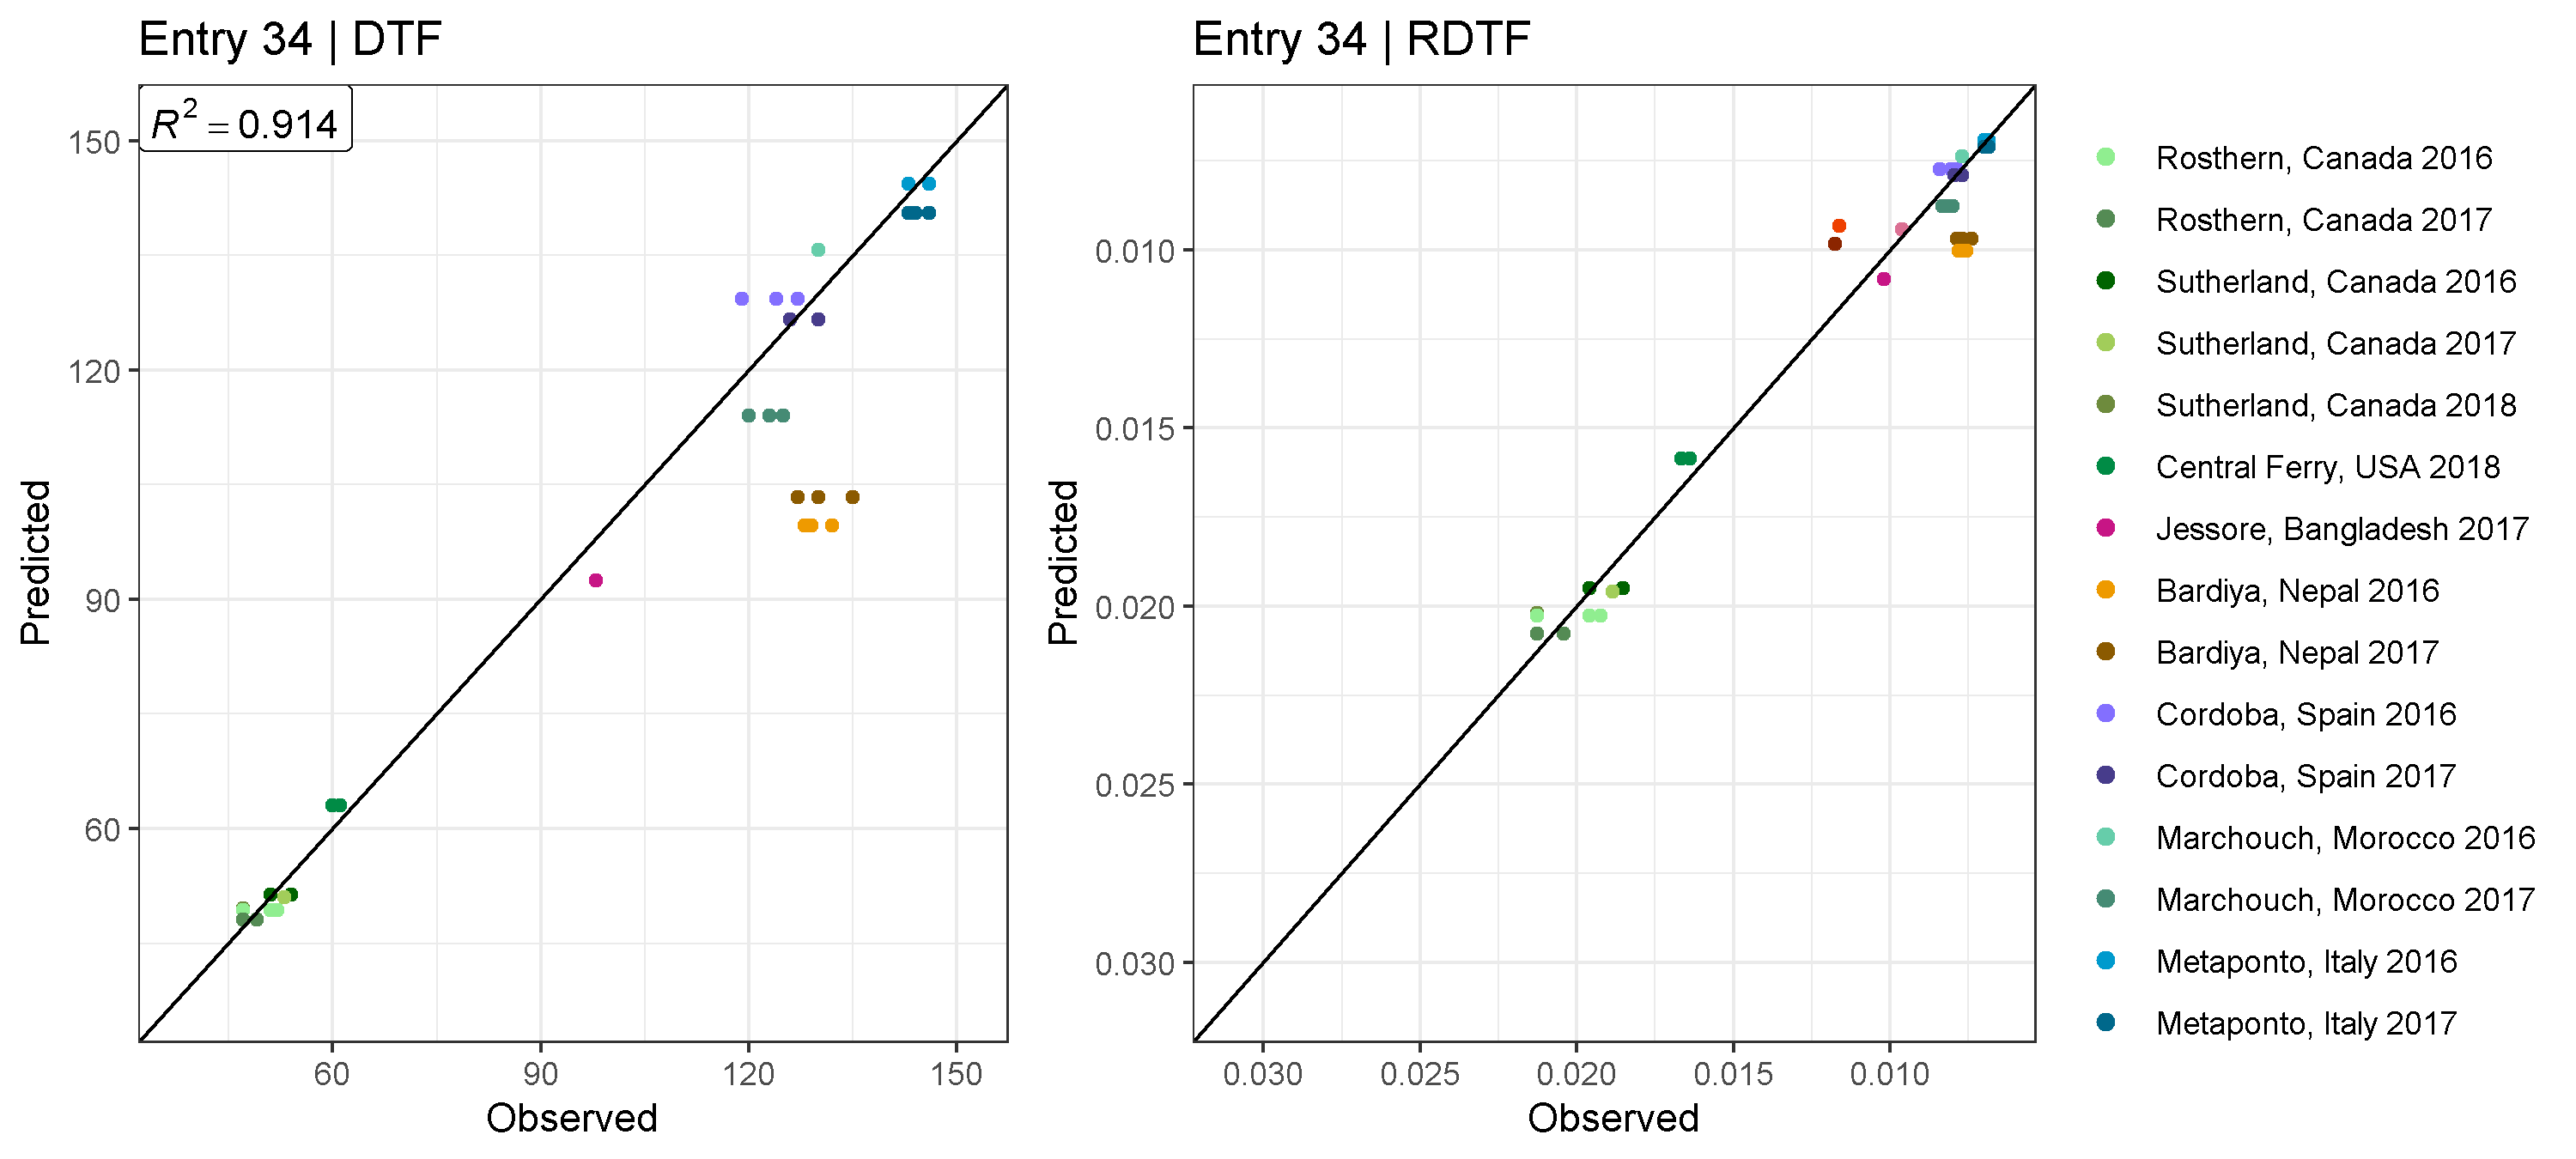 Entry 34 | DTF
R² = 0.914
150
120
90
60
Predicted
60
90
120
150
Observed
Entry 34 | RDTF
0.010
0.015
0.020
0.025
0.030
Predicted
0.030
0.025
0.020
0.015
0.010
Observed
Rosthern, Canada 2016
Rosthern, Canada 2017
Sutherland, Canada 2016
Sutherland, Canada 2017
Sutherland, Canada 2018
Central Ferry, USA 2018
Jessore, Bangladesh 2017
Bardiya, Nepal 2016
Bardiya, Nepal 2017
Cordoba, Spain 2016
Cordoba, Spain 2017
Marchouch, Morocco 2016
Marchouch, Morocco 2017
Metaponto, Italy 2016
Metaponto, Italy 2017